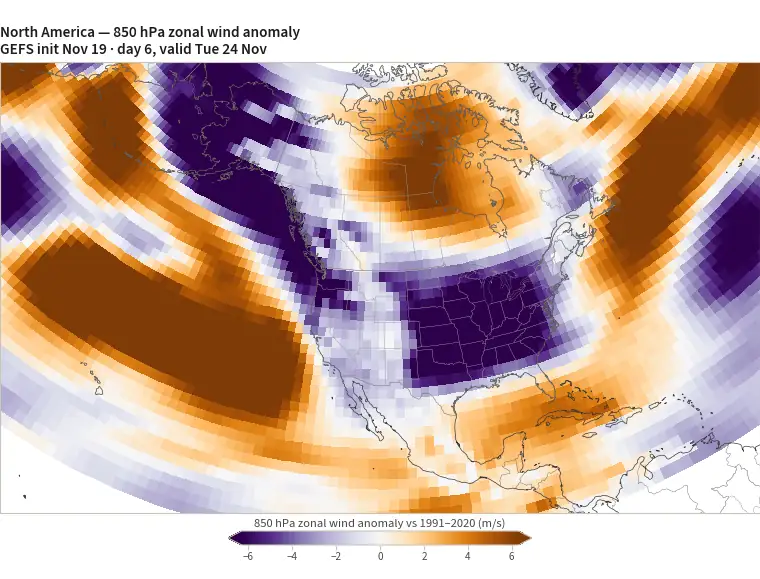 North America — 850 hPa zonal wind anomaly
GEFS init Nov 19 · day 6, valid Tue 24 Nov
850 hPa zonal wind anomaly vs 1991–2020 (m/s)
−6 −4 −2 0 2 4 6